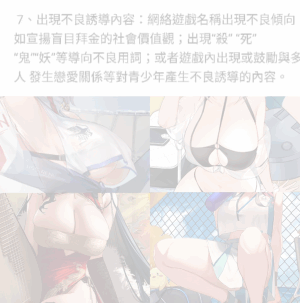 7、出現不良誘導內容：網絡遊戲名稱出現不良傾向
如宣揚盲目拜金的社會價值觀；出現“殺” “死”
“鬼”“妖”等導向不良用詞；或者遊戲內出現或鼓勵與多
人 發生戀愛關係等對青少年產生不良誘導的內容。